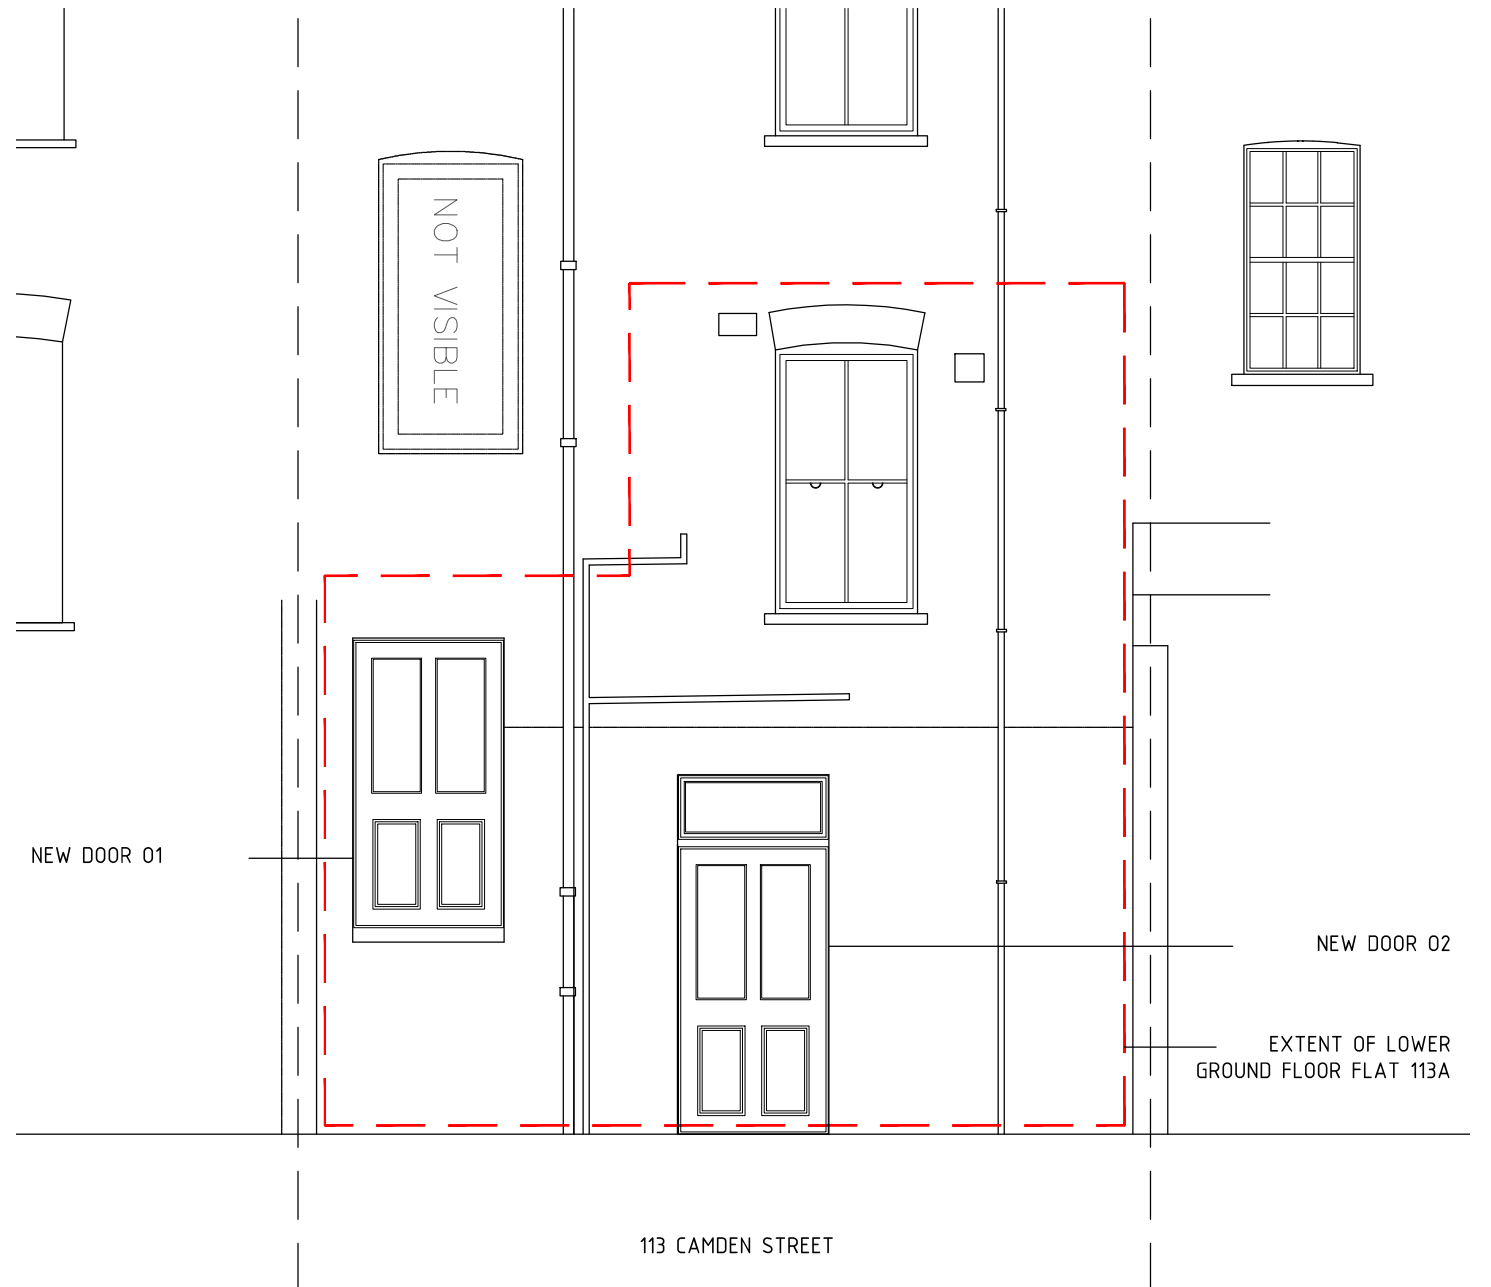 NOT VISIBLE
NEW DOOR 01
NEW DOOR 02
EXTENT OF LOWER
GROUND FLOOR FLAT 113A
113 CAMDEN STREET